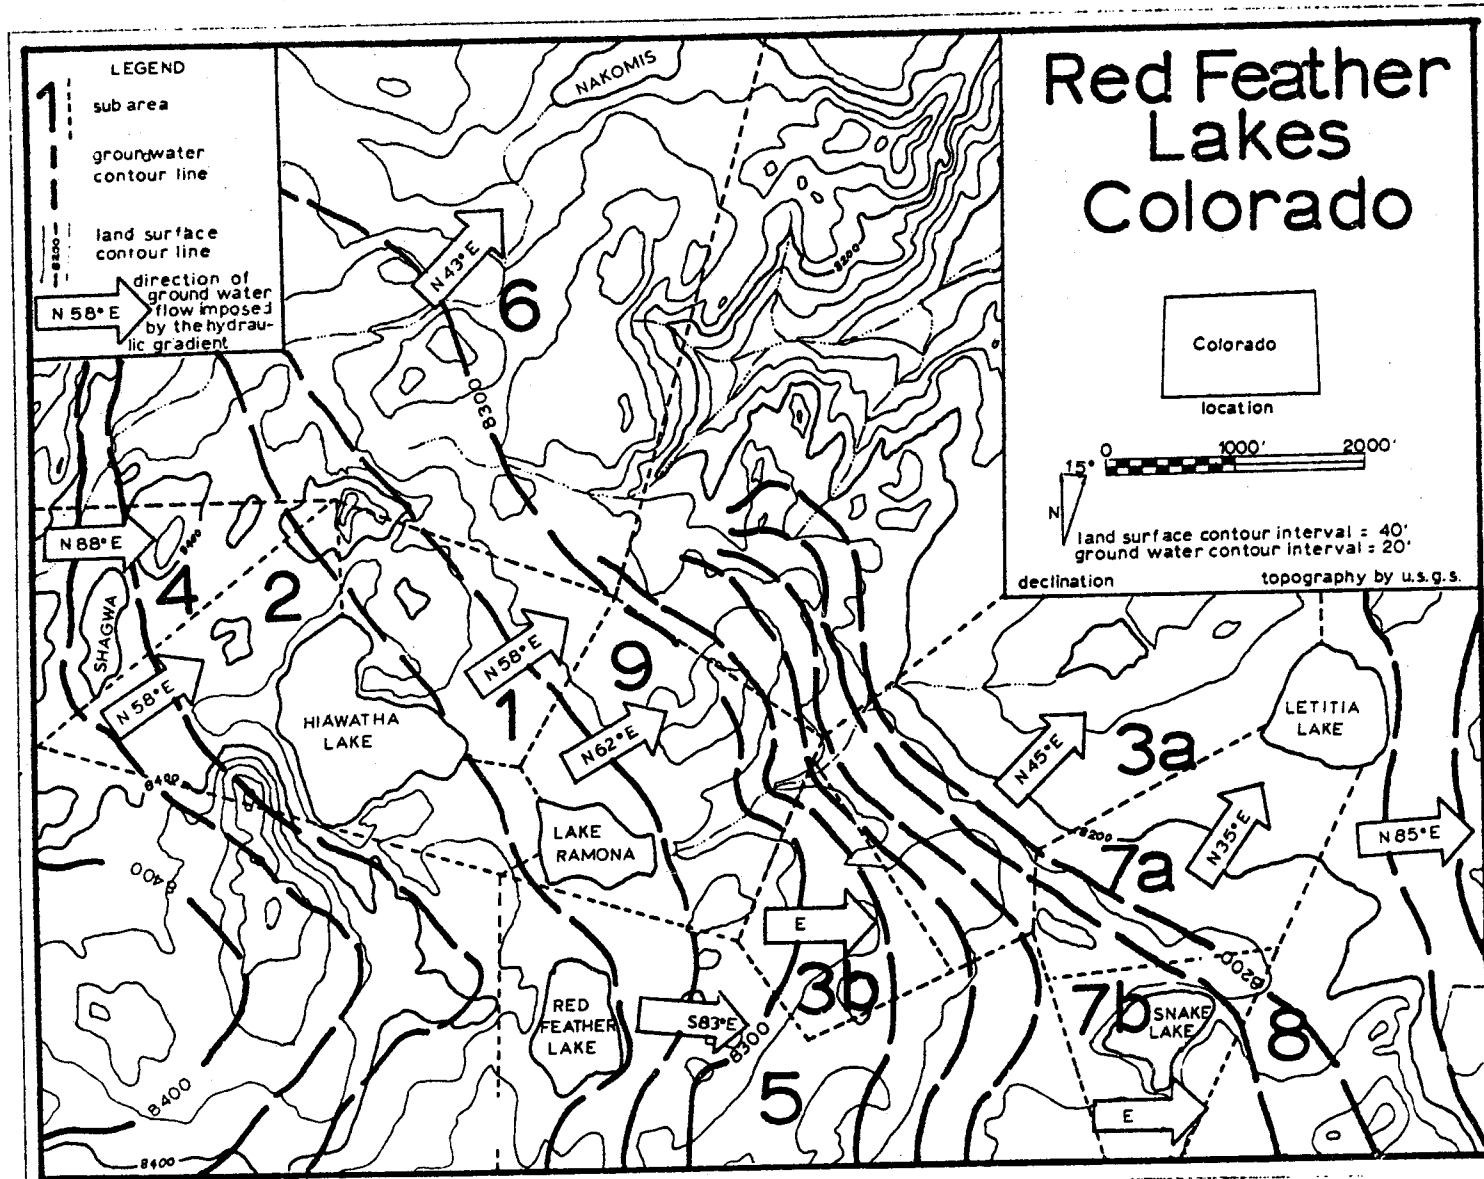 LEGEND
1
sub area
groundwater
contour line
8200
land surface
contour line
N 58° E
direction of
ground water
flow imposed
by the hydrau-
lic gradient
Red Feather
Lakes
Colorado
Colorado
location
0 1000' 2000'
15°
N
land surface contour interval = 40'
ground water contour interval = 20'
declination
topography by u.s.g.s.
NAKOMIS
N 43° E
6
8200
8300
N 88° E
8400
4
2
SHAGWA
N 58° E
N 58° E
9
1
HIAWATHA
LAKE
N 62° E
LETITIA
LAKE
3a
N 45° E
8400
LAKE
RAMONA
8200
7a
N 35° E
N 85° E
8400
E
3b
8200
7b
SNAKE
LAKE
8
RED
FEATHER
LAKE
S83°E
8300
5
8400
E
8400